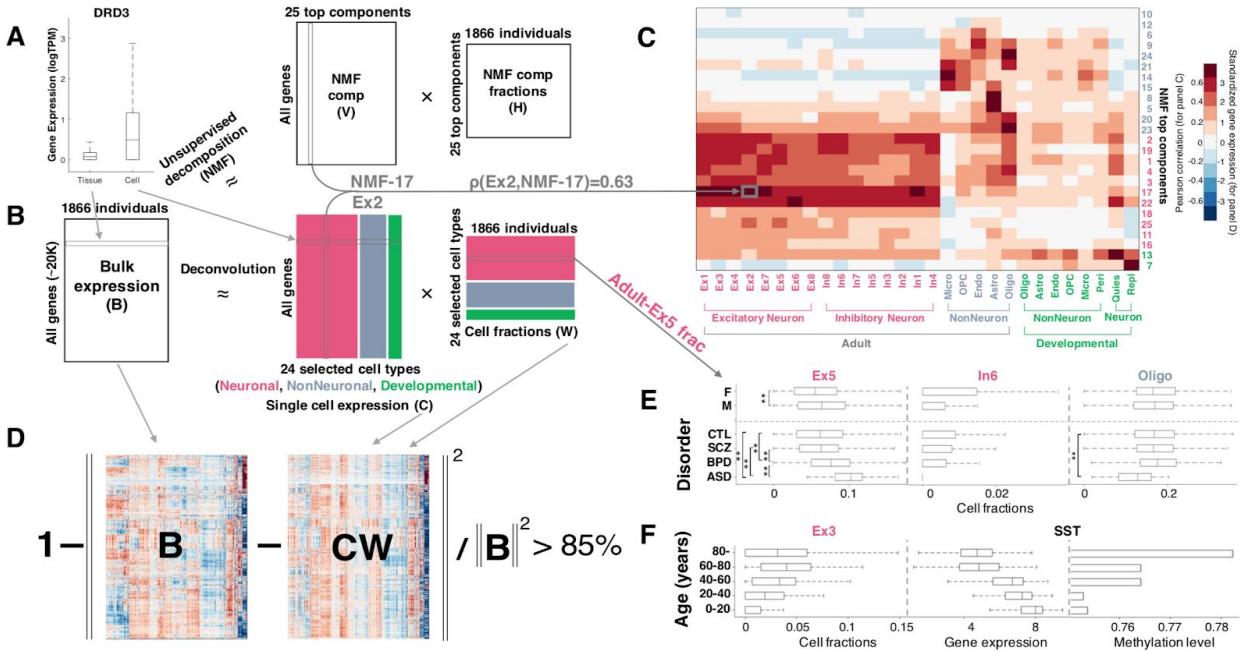 A
DRD3
Gene Expression (logTPM)
3
2
1
0
Tissue
Cell
Unsupervised
decomposition
(NMF)
≈
25 top components
All genes
NMF
comp
(V)
×
1866 individuals
25 top components
NMF comp
fractions
(H)
NMF-17
Ex2
ρ(Ex2,NMF-17)=0.63
B
1866 individuals
All genes (~20K)
Bulk
expression
(B)
Deconvolution
≈
All genes
24 selected cell types
(Neuronal, NonNeuronal, Developmental)
Single cell expression (C)
×
1866 individuals
24 selected cell types
Cell fractions (W)
Adult-Ex5 frac
C
10
12
6
9
24
21
14
15
8
5
20
23
2
19
1
4
3
17
22
18
25
11
16
13
7
NMF top components
Ex1
Ex3
Ex4
Ex2
Ex7
Ex5
Ex6
Ex8
In8
In6
In7
In5
In3
In2
In1
In4
Micro
OPC
Endo
Astro
Oligo
Oligo
Astro
Endo
OPC
Micro
Peri
Quies
Repl
Excitatory Neuron
Inhibitory Neuron
NonNeuron
NonNeuron
Neuron
Adult
Developmental
Pearson correlation (for panel C)
0.6
0.4
0.2
0
-0.2
-0.4
-0.6
3
2
1
0
-1
-2
-3
Standardized gene expression (for panel D)
D
1
B
CW
2
/
B
2
> 85%
E
Disorder
Ex5
In6
Oligo
F
M
CTL
SCZ
BPD
ASD
**
**
**
**
**
**
**
**
0
0.1
0
0.02
0
0.2
Cell fractions
F
Age (years)
Ex3
SST
80-
60-80
40-60
20-40
0-20
0
0.05
0.1
0.15
4
8
0.76
0.77
0.78
Cell fractions
Gene expression
Methylation level